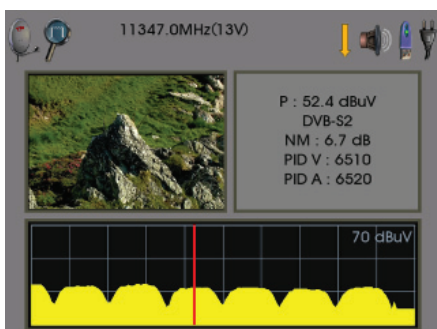 11347.0MHz(13V)
P : 52.4 dBuV
DVB-S2
NM : 6.7 dB
PID V : 6510
PID A : 6520
70 dBuV